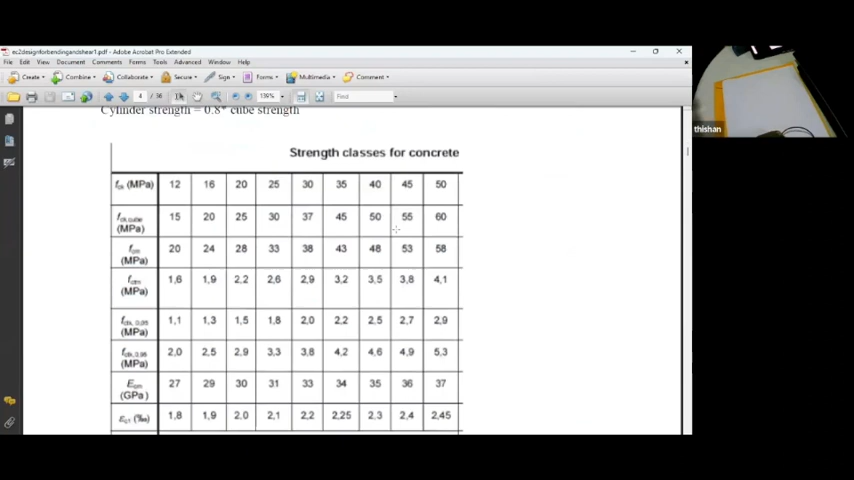 ec2designforbendingandshear1.pdf - Adobe Acrobat Pro Extended
File Edit View Document Comments Forms Tools Advanced Window Help
Create Combine Collaborate Secure Sign Forms Multimedia Comment
4 / 36 139% Find
Cylinder strength = 0.8* cube strength
Strength classes for concrete
fck (MPa) 12 16 20 25 30 35 40 45 50
fck,cube (MPa) 15 20 25 30 37 45 50 55 60
fcm (MPa) 20 24 28 33 38 43 48 53 58
fctm (MPa) 1,6 1,9 2,2 2,6 2,9 3,2 3,5 3,8 4,1
(MPa) 1,1 1,3 1,5 1,8 2,0 2,2 2,5 2,7 2,9
(MPa) 2,0 2,5 2,9 3,3 3,8 4,2 4,6 4,9 5,3
Ecm (GPa) 27 29 30 31 33 34 35 36 37
εc1 (‰) 1,8 1,9 2,0 2,1 2,2 2,25 2,3 2,4 2,45
thishan